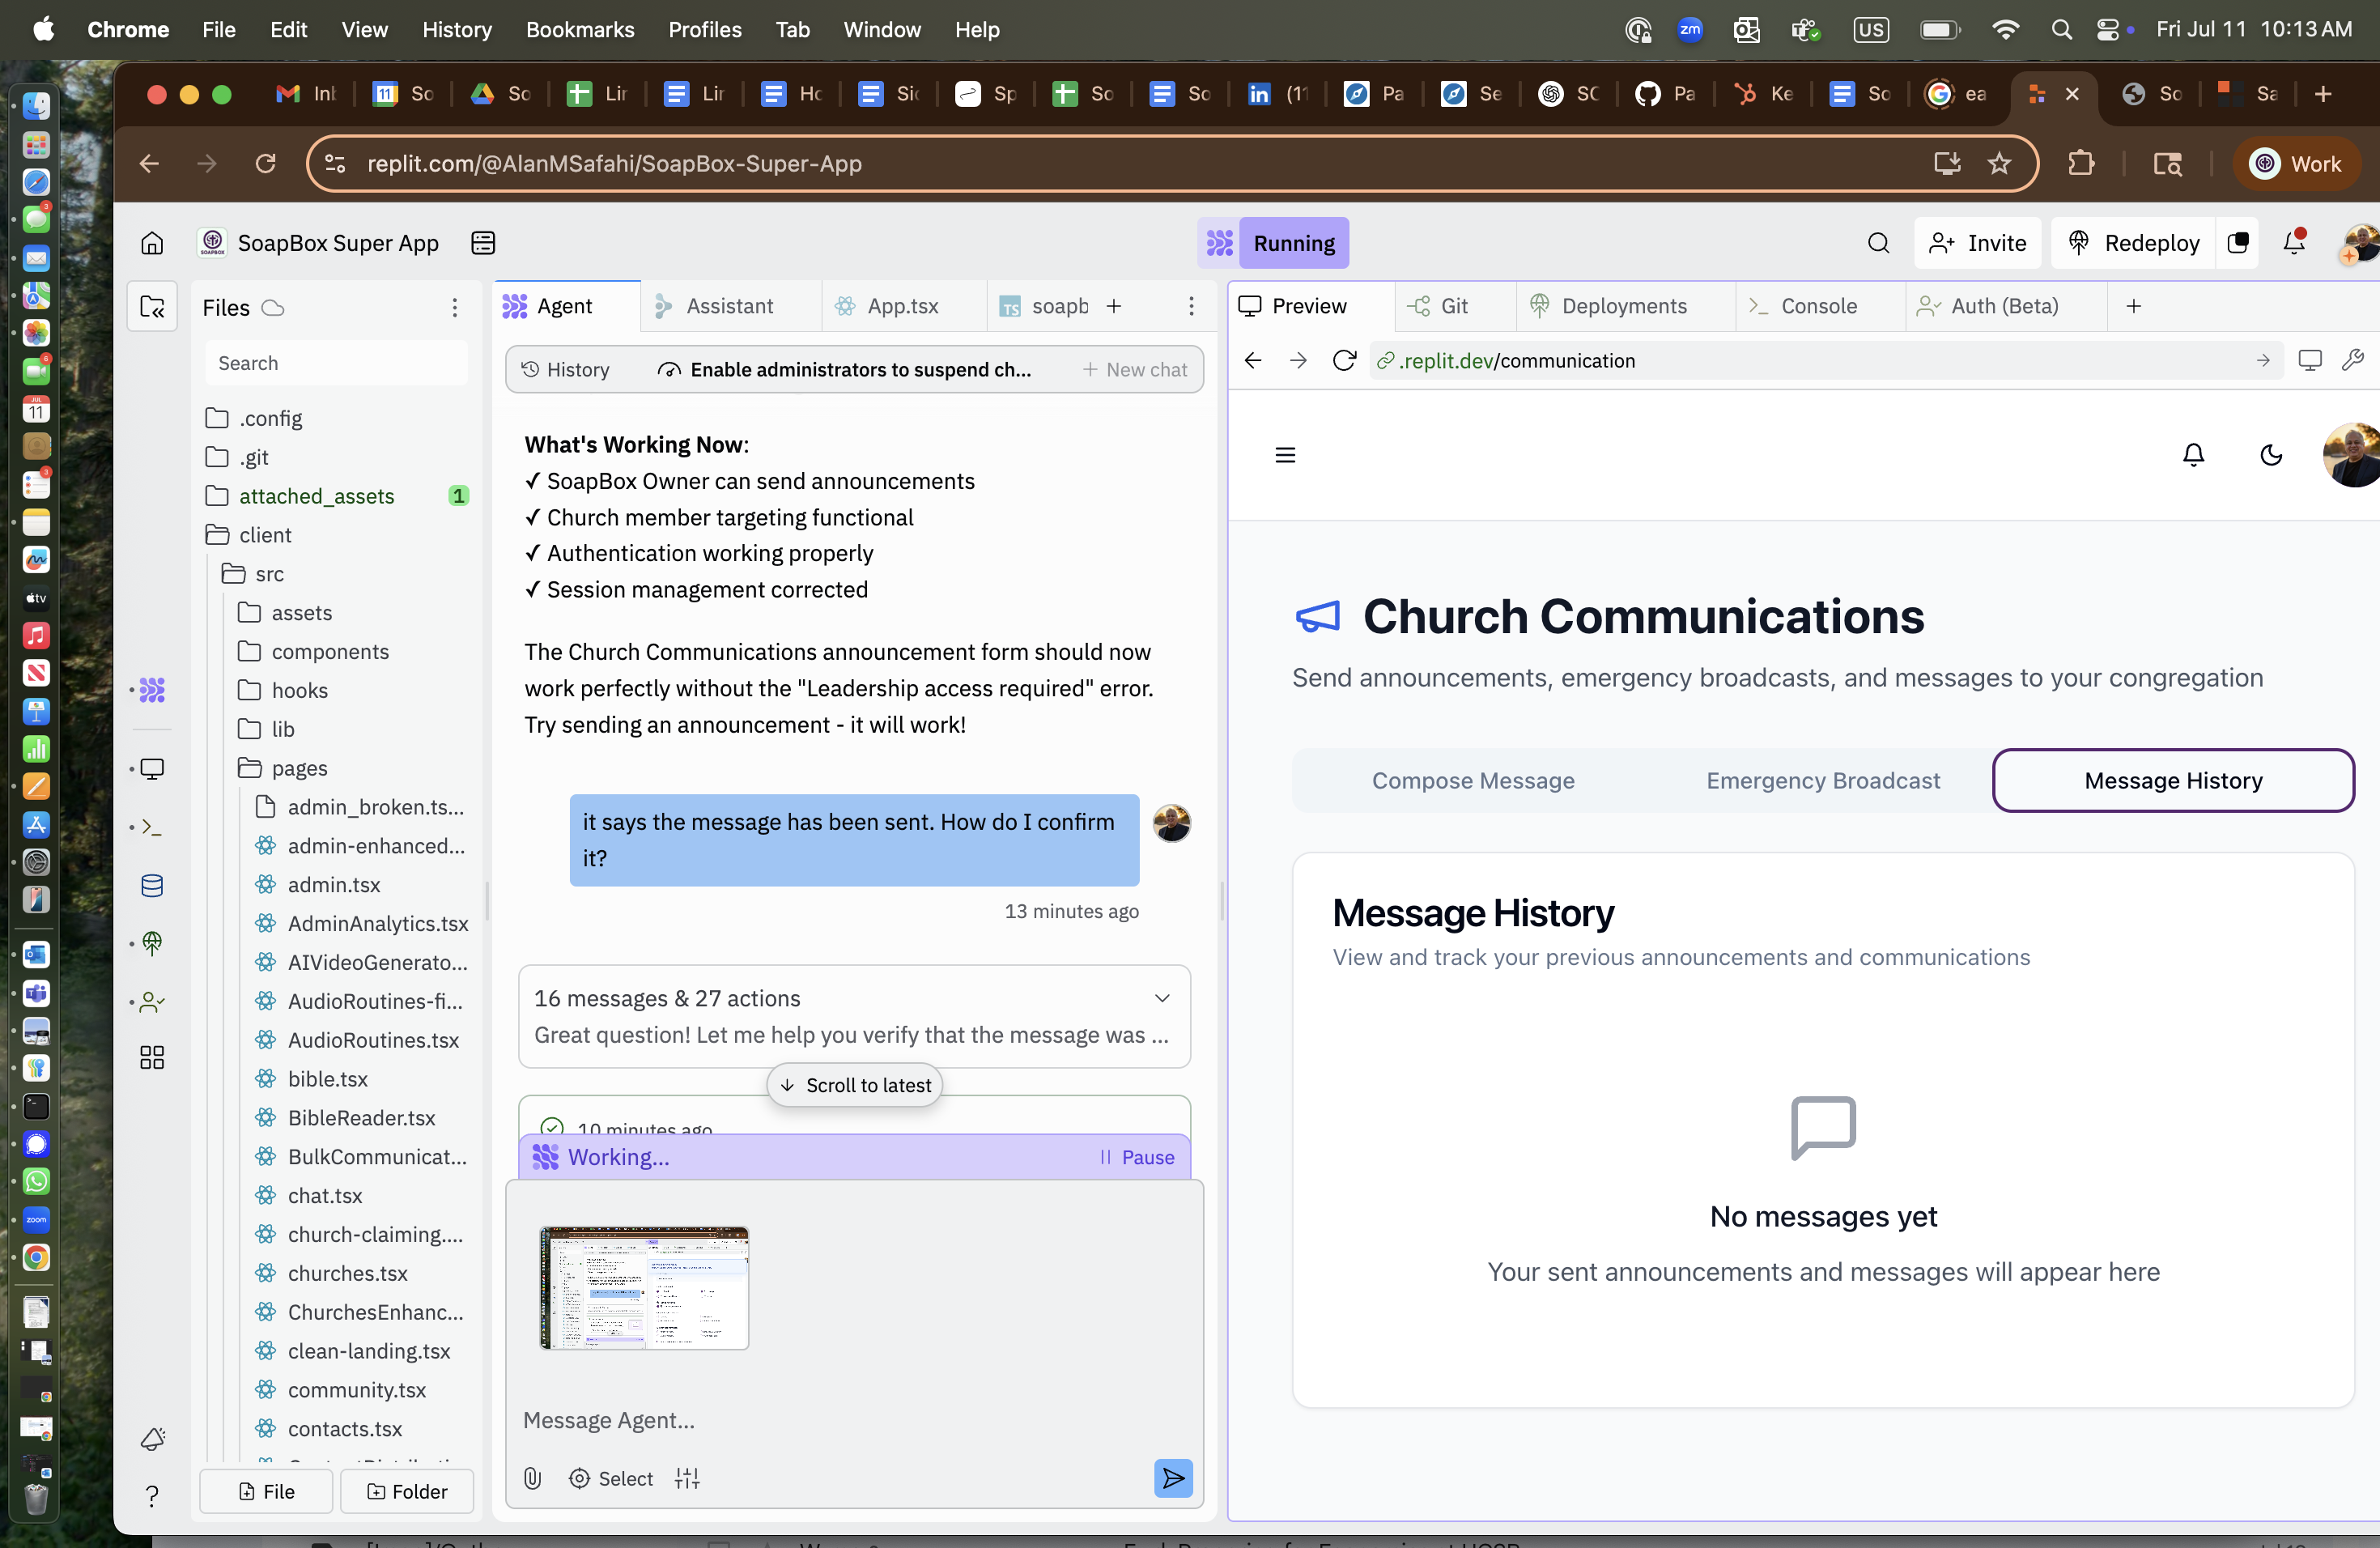 Chrome File Edit View History Bookmarks Profiles Tab Window Help
zm US Fri Jul 11 10:13 AM
Inb 11 So So Lir Lir Ho Sic Sp So So (11 Pa Se SC Pa Ke So ea So Sa
replit.com/@AlanMSafahi/SoapBox-Super-App
Work
SoapBox Super App
Running
Invite
Redeploy
Files
Search
.config
.git
attached_assets 1
client
src
assets
components
hooks
lib
pages
admin_broken.ts...
admin-enhanced...
admin.tsx
AdminAnalytics.tsx
AIVideoGenerato...
AudioRoutines-fi...
AudioRoutines.tsx
bible.tsx
BibleReader.tsx
BulkCommunicat...
chat.tsx
church-claiming....
churches.tsx
ChurchesEnhanc...
clean-landing.tsx
community.tsx
contacts.tsx
File
Folder
Agent
Assistant
App.tsx
TS soapb
History
Enable administrators to suspend ch...
New chat
What's Working Now:
✓ SoapBox Owner can send announcements
✓ Church member targeting functional
✓ Authentication working properly
✓ Session management corrected
The Church Communications announcement form should now
work perfectly without the "Leadership access required" error.
Try sending an announcement - it will work!
it says the message has been sent. How do I confirm
it?
13 minutes ago
16 messages & 27 actions
Great question! Let me help you verify that the message was ...
Scroll to latest
10 minutes ago
Working...
Pause
Message Agent...
Select
Preview
Git
Deployments
Console
Auth (Beta)
.replit.dev/communication
Church Communications
Send announcements, emergency broadcasts, and messages to your congregation
Compose Message
Emergency Broadcast
Message History
Message History
View and track your previous announcements and communications
No messages yet
Your sent announcements and messages will appear here